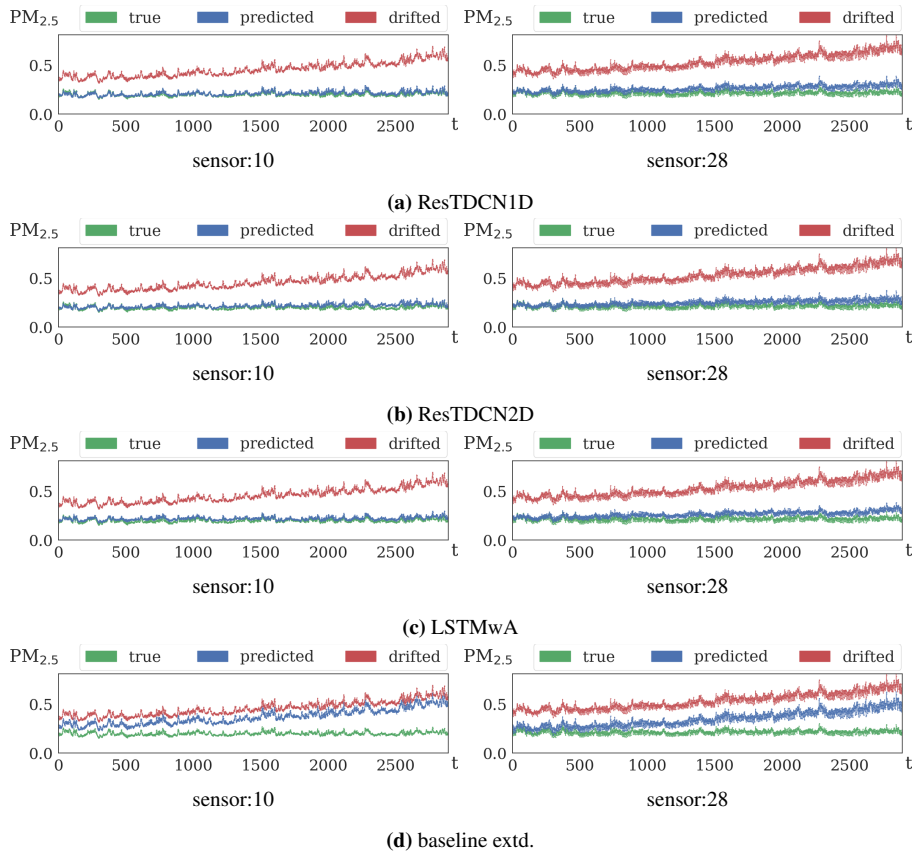 PM2.5 true predicted drifted PM2.5 true predicted drifted
0.5 0.5
0.0 0.0
0 500 1000 1500 2000 2500 t 0 500 1000 1500 2000 2500 t
sensor:10 sensor:28
(a) ResTDCN1D
PM2.5 true predicted drifted PM2.5 true predicted drifted
0.5 0.5
0.0 0.0
0 500 1000 1500 2000 2500 t 0 500 1000 1500 2000 2500 t
sensor:10 sensor:28
(b) ResTDCN2D
PM2.5 true predicted drifted PM2.5 true predicted drifted
0.5 0.5
0.0 0.0
0 500 1000 1500 2000 2500 t 0 500 1000 1500 2000 2500 t
sensor:10 sensor:28
(c) LSTMwA
PM2.5 true predicted drifted PM2.5 true predicted drifted
0.5 0.5
0.0 0.0
0 500 1000 1500 2000 2500 t 0 500 1000 1500 2000 2500 t
sensor:10 sensor:28
(d) baseline extd.